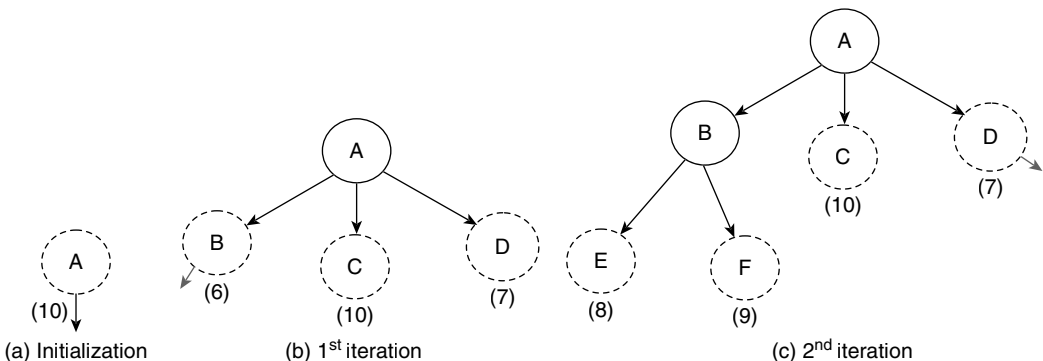 A
(10)
(a) Initialization
A
B
C
D
(6)
(10)
(7)
(b) 1st iteration
A
B
C
D
(10)
(7)
E
F
(8)
(9)
(c) 2nd iteration